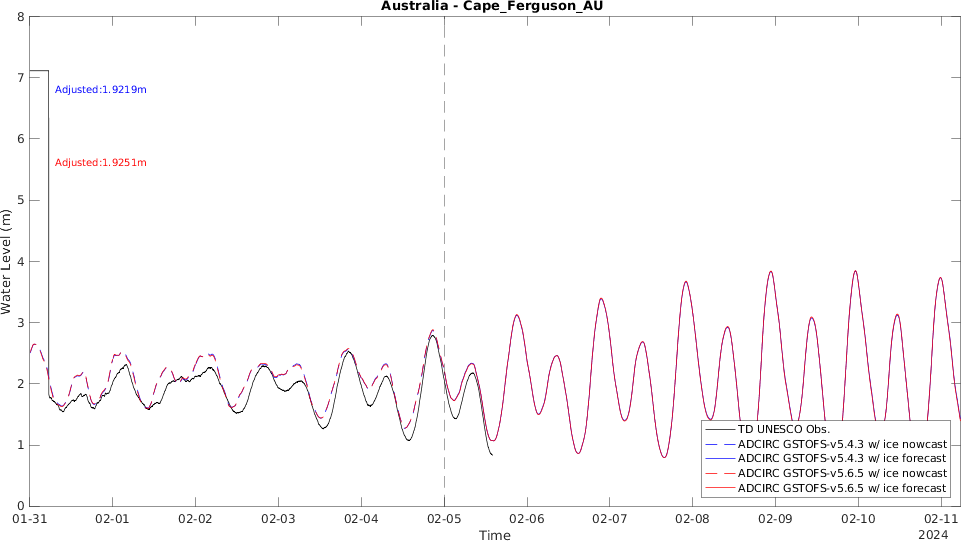 Australia - Cape_Ferguson_AU
8
7
6
5
4
3
2
1
0
Water Level (m)
Adjusted:1.9219m
Adjusted:1.9251m
TD UNESCO Obs.
ADCIRC GSTOFS-v5.4.3 w/ ice nowcast
ADCIRC GSTOFS-v5.4.3 w/ ice forecast
ADCIRC GSTOFS-v5.6.5 w/ ice nowcast
ADCIRC GSTOFS-v5.6.5 w/ ice forecast
01-31 02-01 02-02 02-03 02-04 02-05 02-06 02-07 02-08 02-09 02-10 02-11
Time
2024